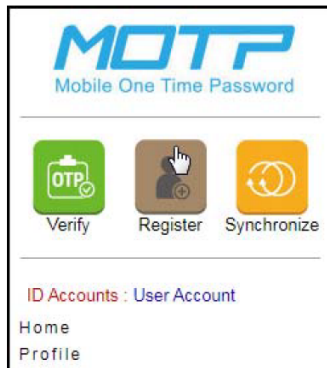 MOTP
Mobile One Time Password
OTP
Verify Register Synchronize
ID Accounts : User Account
Home
Profile